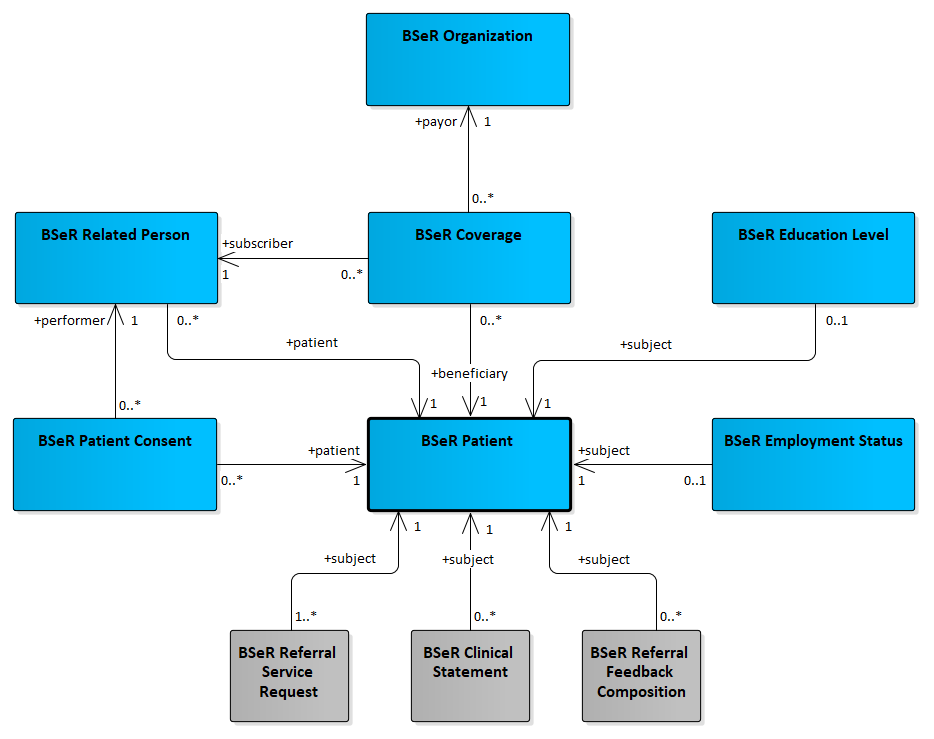 BSeR Organization
+payor
1
0..*
BSeR Related Person
+subscriber
1
0..*
BSeR Coverage
BSeR Education Level
+performer
1
0..*
0..*
0..1
+patient
+subject
+beneficiary
1
1
1
0..*
BSeR Patient Consent
+patient
0..*
1
BSeR Patient
+subject
1
0..1
BSeR Employment Status
1
1
1
+subject
+subject
+subject
1..*
0..*
0..*
BSeR Referral
Service
Request
BSeR Clinical
Statement
BSeR Referral
Feedback
Composition